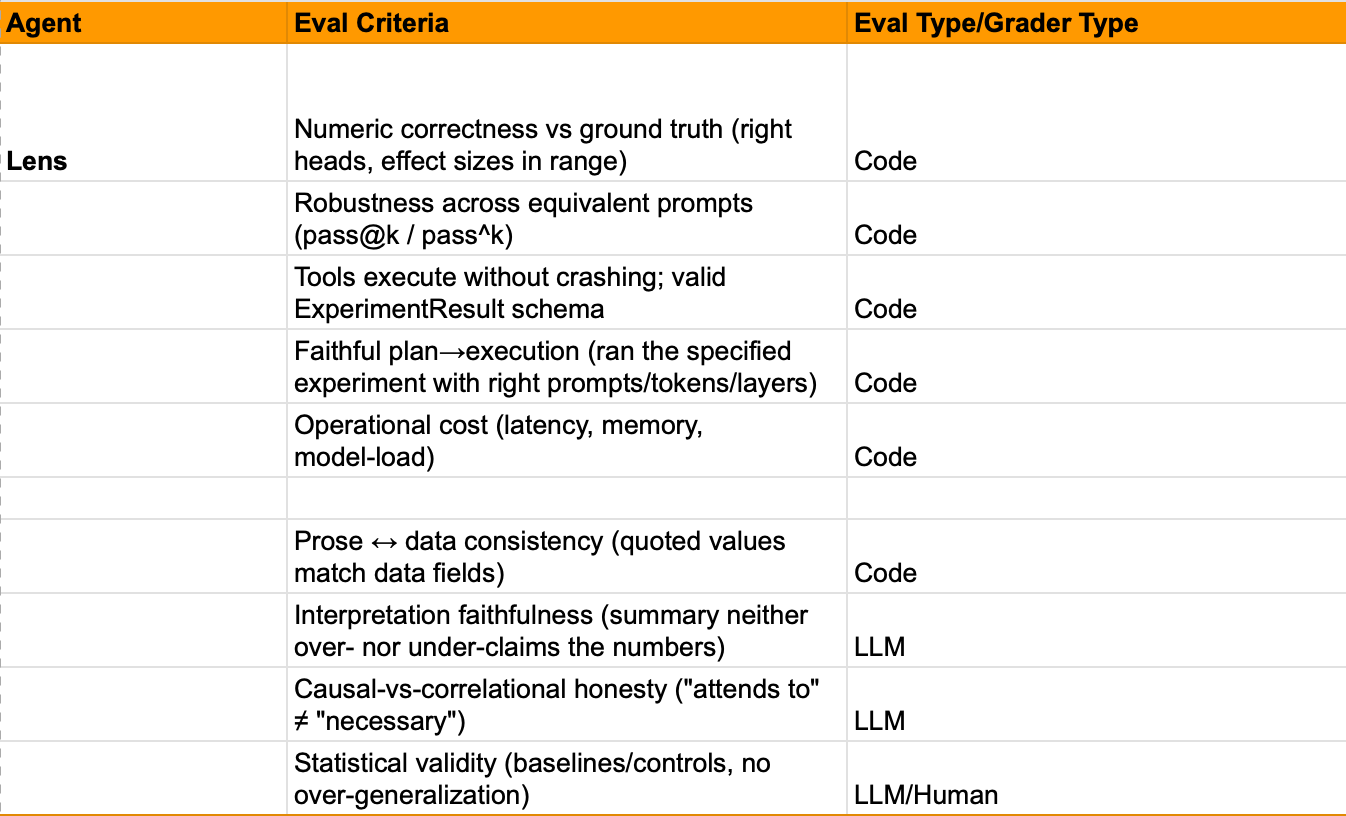 Agent Eval Criteria Eval Type/Grader Type
Numeric correctness vs ground truth (right
Lens heads, effect sizes in range) Code
Robustness across equivalent prompts
(pass@k / pass^k) Code
Tools execute without crashing; valid
ExperimentResult schema Code
Faithful plan→execution (ran the specified
experiment with right prompts/tokens/layers) Code
Operational cost (latency, memory,
model-load) Code
Prose ↔ data consistency (quoted values
match data fields) Code
Interpretation faithfulness (summary neither
over- nor under-claims the numbers) LLM
Causal-vs-correlational honesty ("attends to"
≠ "necessary") LLM
Statistical validity (baselines/controls, no
over-generalization) LLM/Human